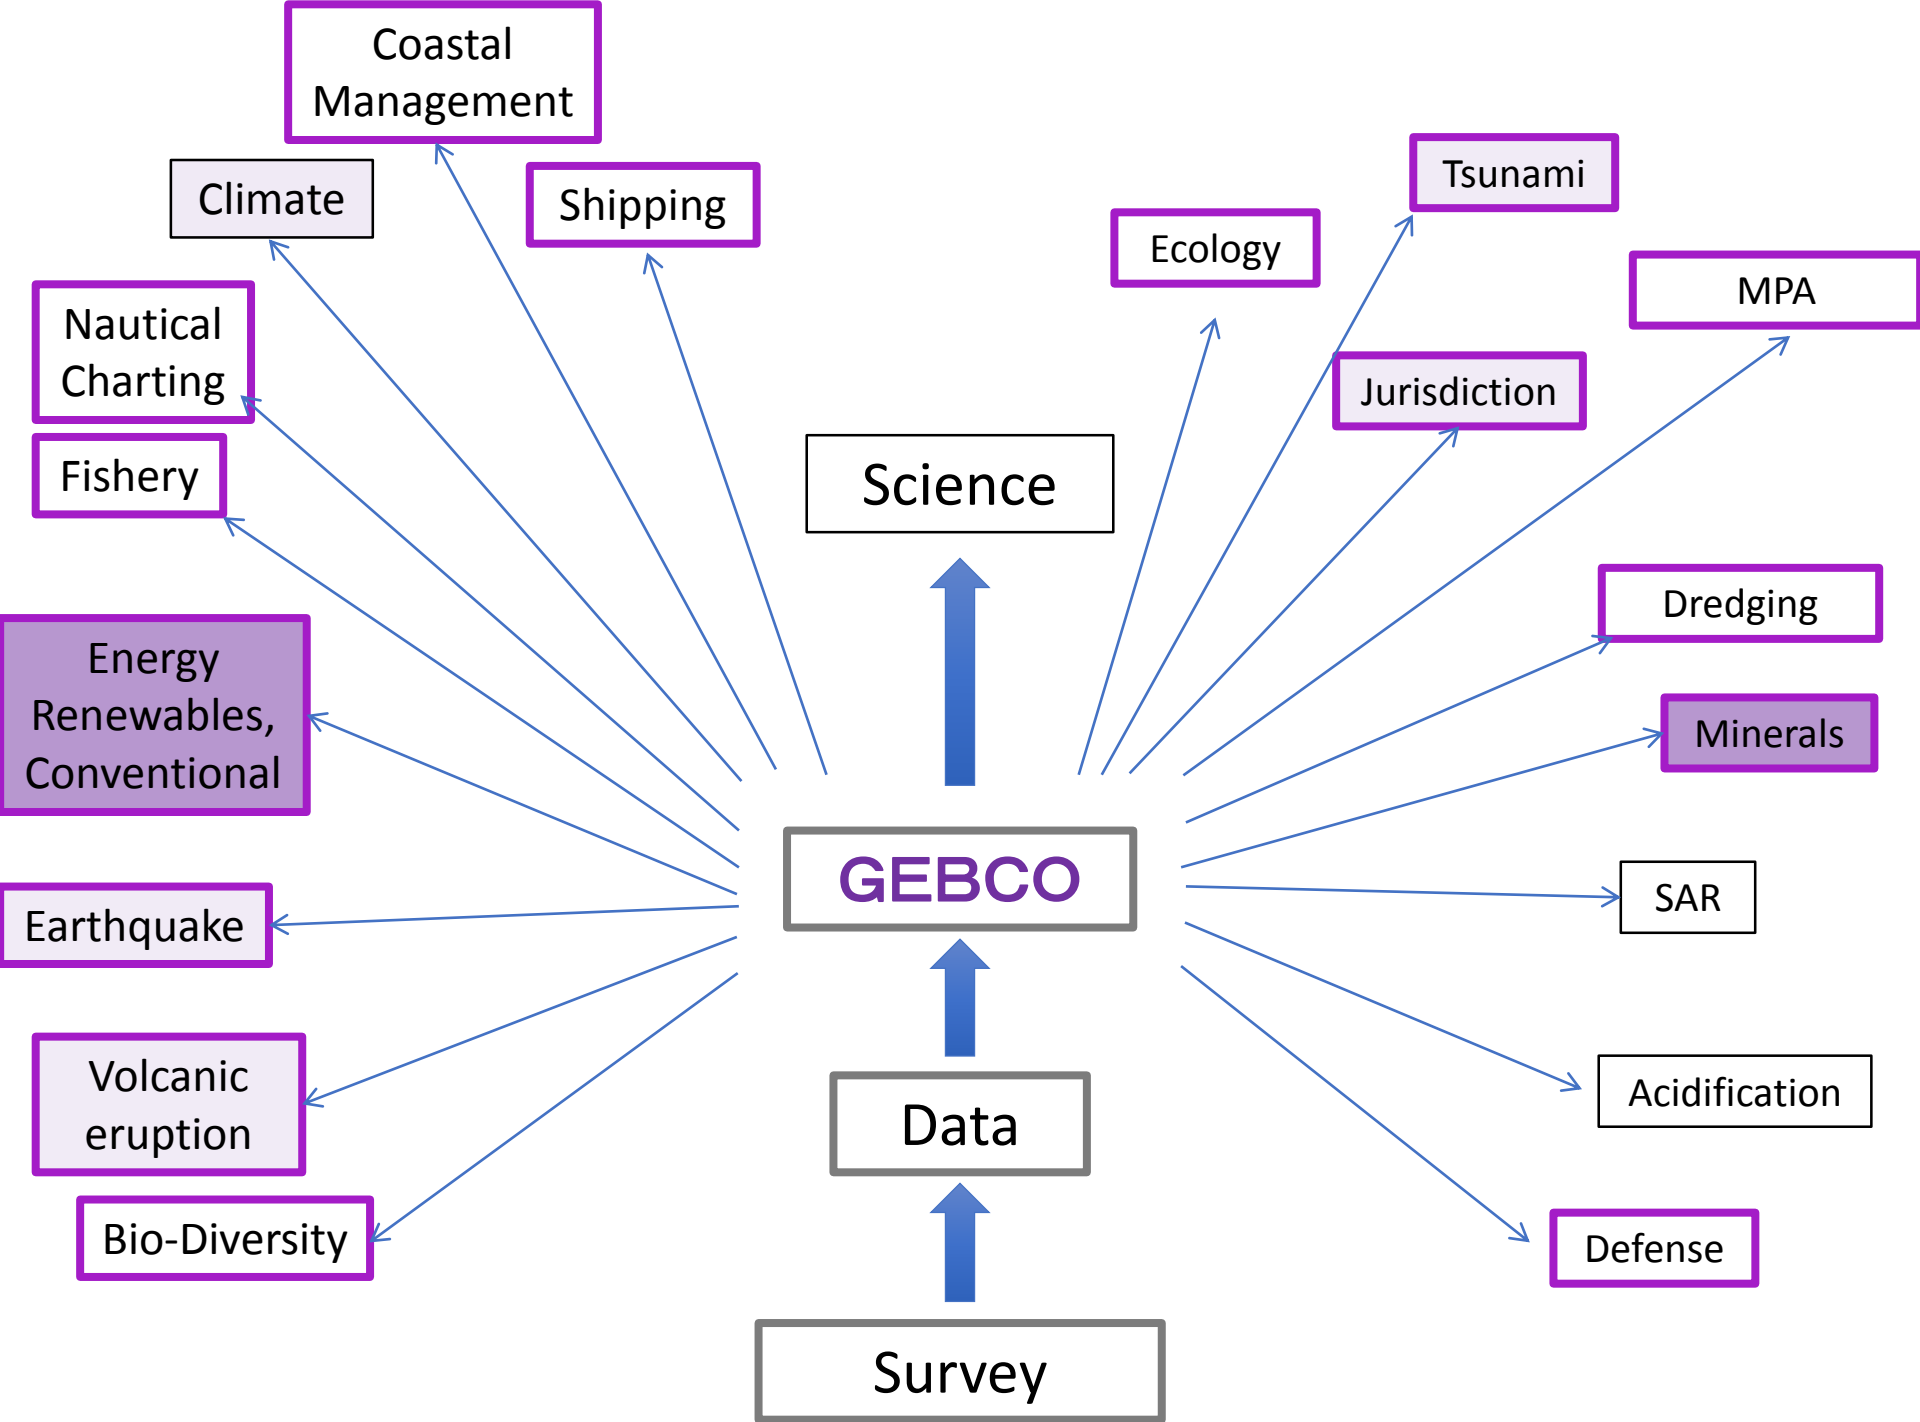 Coastal
Management
Climate
Shipping
Tsunami
Ecology
MPA
Nautical
Charting
Jurisdiction
Fishery
Science
Dredging
Energy
Renewables,
Conventional
Minerals
GEBCO
SAR
Earthquake
Volcanic
eruption
Data
Acidification
Bio-Diversity
Defense
Survey